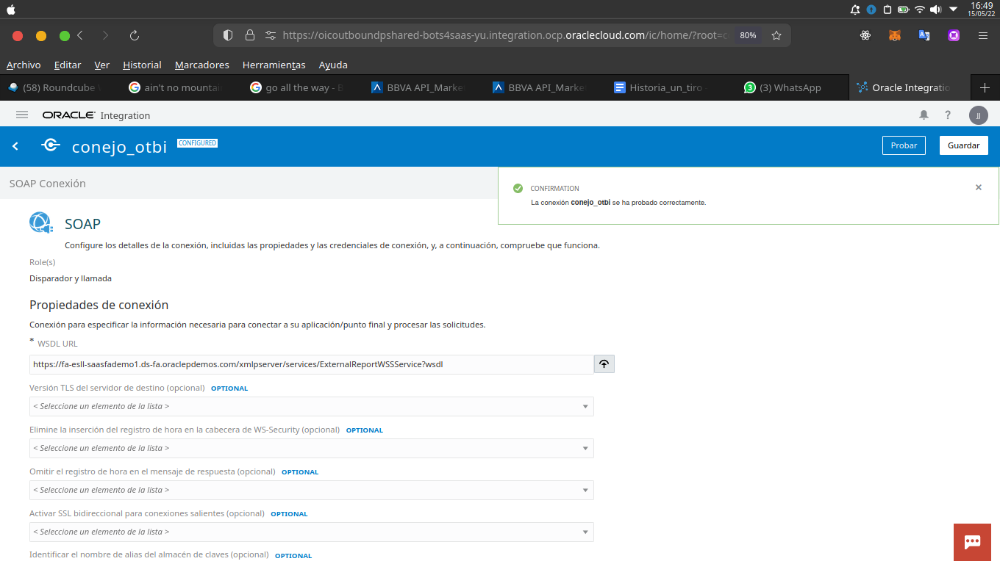 16:49
15/05/22
https://oicoutboundpshared-bots4saas-yu.integration.ocp.oraclecloud.com/ic/home/?root=c
80%
Archivo Editar Ver Historial Marcadores Herramientas Ayuda
(58) Roundcube W
ain't no mountai
go all the way - B
BBVA API_Marke
BBVA API_Marke
Historia_un_tiro -
3 (3) WhatsApp
Oracle Integratio
ORACLE Integration
? JJ
conejo_otbi CONFIGURED
Probar Guardar
SOAP Conexión
CONFIRMATION
La conexión conejo_otbi se ha probado correctamente.
SOAP
Configure los detalles de la conexión, incluidas las propiedades y las credenciales de conexión, y, a continuación, compruebe que funciona.
Role(s)
Disparador y llamada
Propiedades de conexión
Conexión para especificar la información necesaria para conectar a su aplicación/punto final y procesar las solicitudes.
* WSDL URL
https://fa-esll-saasfademo1.ds-fa.oraclepdemos.com/xmlpserver/services/ExternalReportWSSService?wsdl
Versión TLS del servidor de destino (opcional) OPTIONAL
< Seleccione un elemento de la lista >
Elimine la inserción del registro de hora en la cabecera de WS-Security (opcional) OPTIONAL
< Seleccione un elemento de la lista >
Omitir el registro de hora en el mensaje de respuesta (opcional) OPTIONAL
< Seleccione un elemento de la lista >
Activar SSL bidireccional para conexiones salientes (opcional) OPTIONAL
< Seleccione un elemento de la lista >
Identificar el nombre de alias del almacén de claves (opcional) OPTIONAL